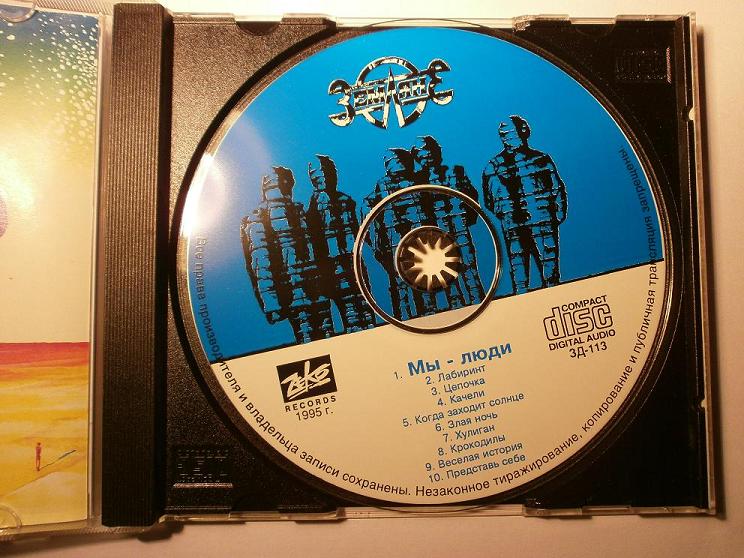 Земляне
COMPACT
disc
DIGITAL AUDIO
ЗД-113
Zeko
RECORDS
1995 г.
1. Мы - люди
2. Лабиринт
3. Цепочка
4. Качели
5. Когда заходит солнце
6. Злая ночь
7. Хулиган
8. Крокодилы
9. Веселая история
10. Представь себе
Все права производителя и владельца записи сохранены. Незаконное тиражирование, копирование и публичная трансляция запрещены.